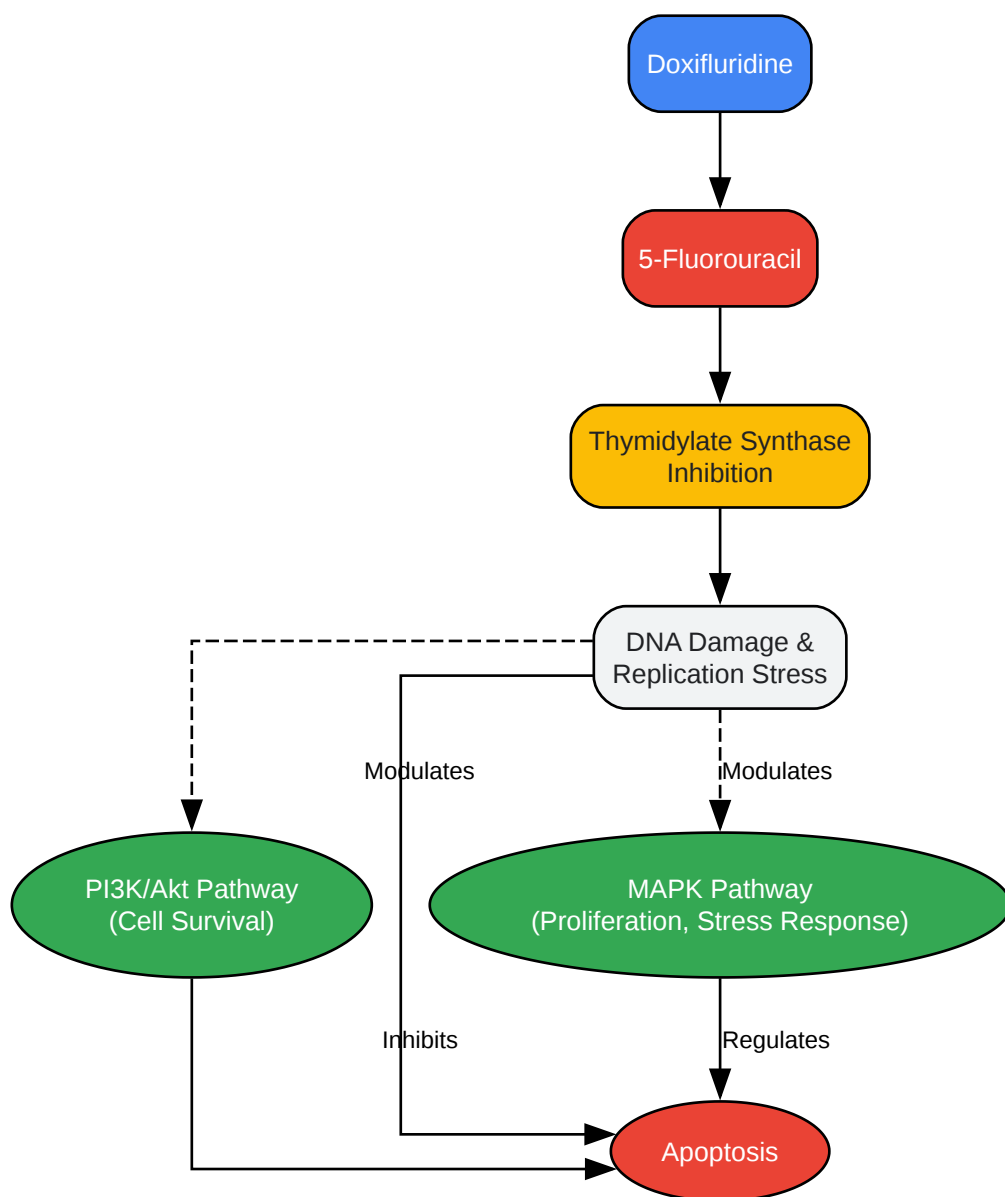 Doxifluridine
5-Fluorouracil
Thymidylate Synthase
Inhibition
DNA Damage &
Replication Stress
Modulates
Modulates
PI3K/Akt Pathway
(Cell Survival)
MAPK Pathway
(Proliferation, Stress Response)
Inhibits
Regulates
Apoptosis